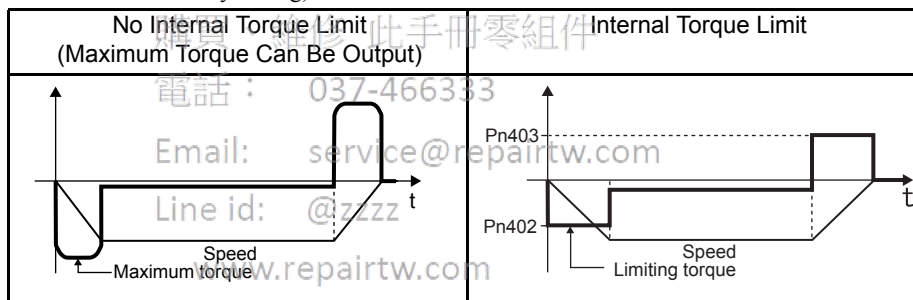 No Internal Torque Limit
(Maximum Torque Can Be Output)
Internal Torque Limit
購買、維修 此手冊零組件
電話： 037-466333
Email: service@repairtw.com
Line id: @zzzz
www.repairtw.com
t
Speed
Maximum torque
Pn403
Pn402
t
Speed
Limiting torque